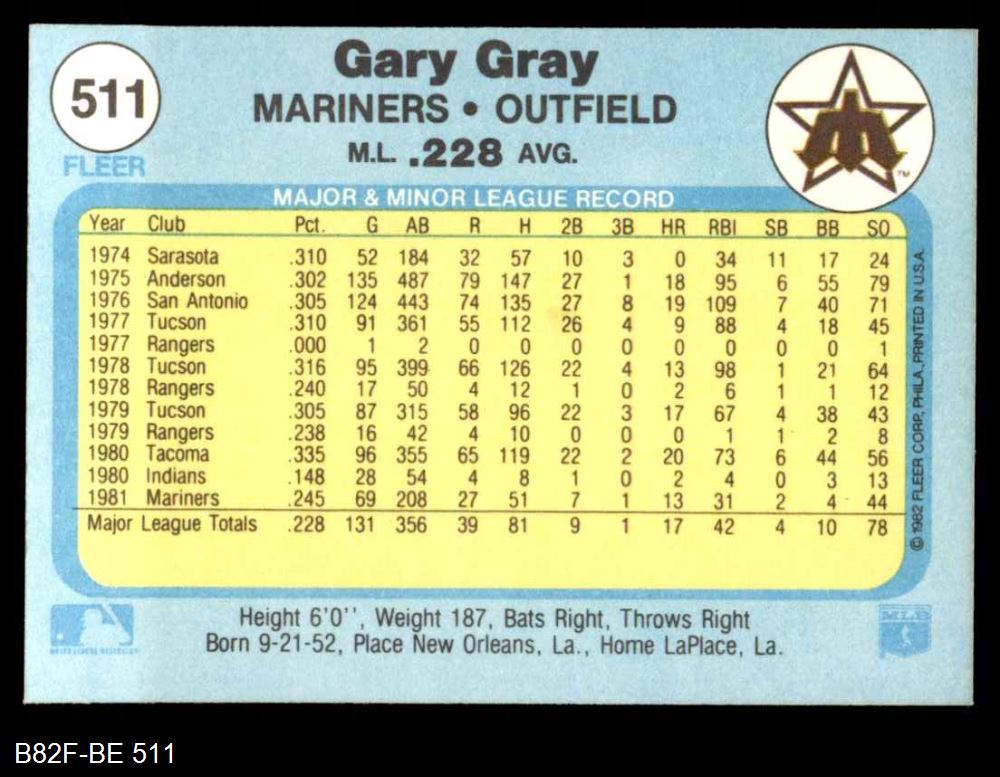 511
FLEER
Gary Gray
MARINERS • OUTFIELD
M.L. .228 AVG.
TM
MAJOR & MINOR LEAGUE RECORD
Year Club Pct. G AB R H 2B 3B HR RBI SB BB SO
1974 Sarasota .310 52 184 32 57 10 3 0 34 11 17 24
1975 Anderson .302 135 487 79 147 27 1 18 95 6 55 79
1976 San Antonio .305 124 443 74 135 27 8 19 109 7 40 71
1977 Tucson .310 91 361 55 112 26 4 9 88 4 18 45
1977 Rangers .000 1 2 0 0 0 0 0 0 0 0 1
1978 Tucson .316 95 399 66 126 22 4 13 98 1 21 64
1978 Rangers .240 17 50 4 12 1 0 2 6 1 1 12
1979 Tucson .305 87 315 58 96 22 3 17 67 4 38 43
1979 Rangers .238 16 42 4 10 0 0 0 1 1 2 8
1980 Tacoma .335 96 355 65 119 22 2 20 73 6 44 56
1980 Indians .148 28 54 4 8 1 0 2 4 0 3 13
1981 Mariners .245 69 208 27 51 7 1 13 31 2 4 44
Major League Totals .228 131 356 39 81 9 1 17 42 4 10 78
© 1982 FLEER CORP., PHILA., PRINTED IN U.S.A.
Height 6'0'', Weight 187, Bats Right, Throws Right
Born 9-21-52, Place New Orleans, La., Home LaPlace, La.
MLB
B82F-BE 511